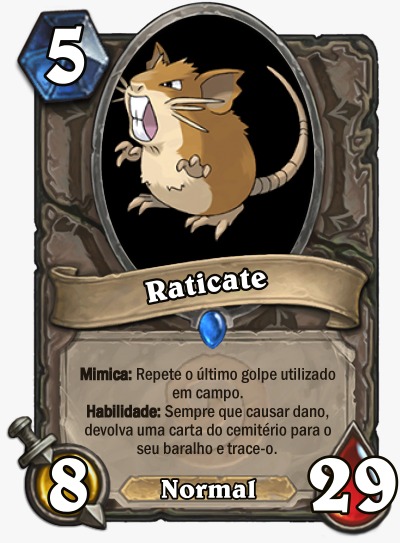 5
Raticate
Mimica: Repete o último golpe utilizado
em campo.
Habilidade: Sempre que causar dano,
devolva uma carta do cemitério para o
seu baralho e trace-o.
8
Normal
29